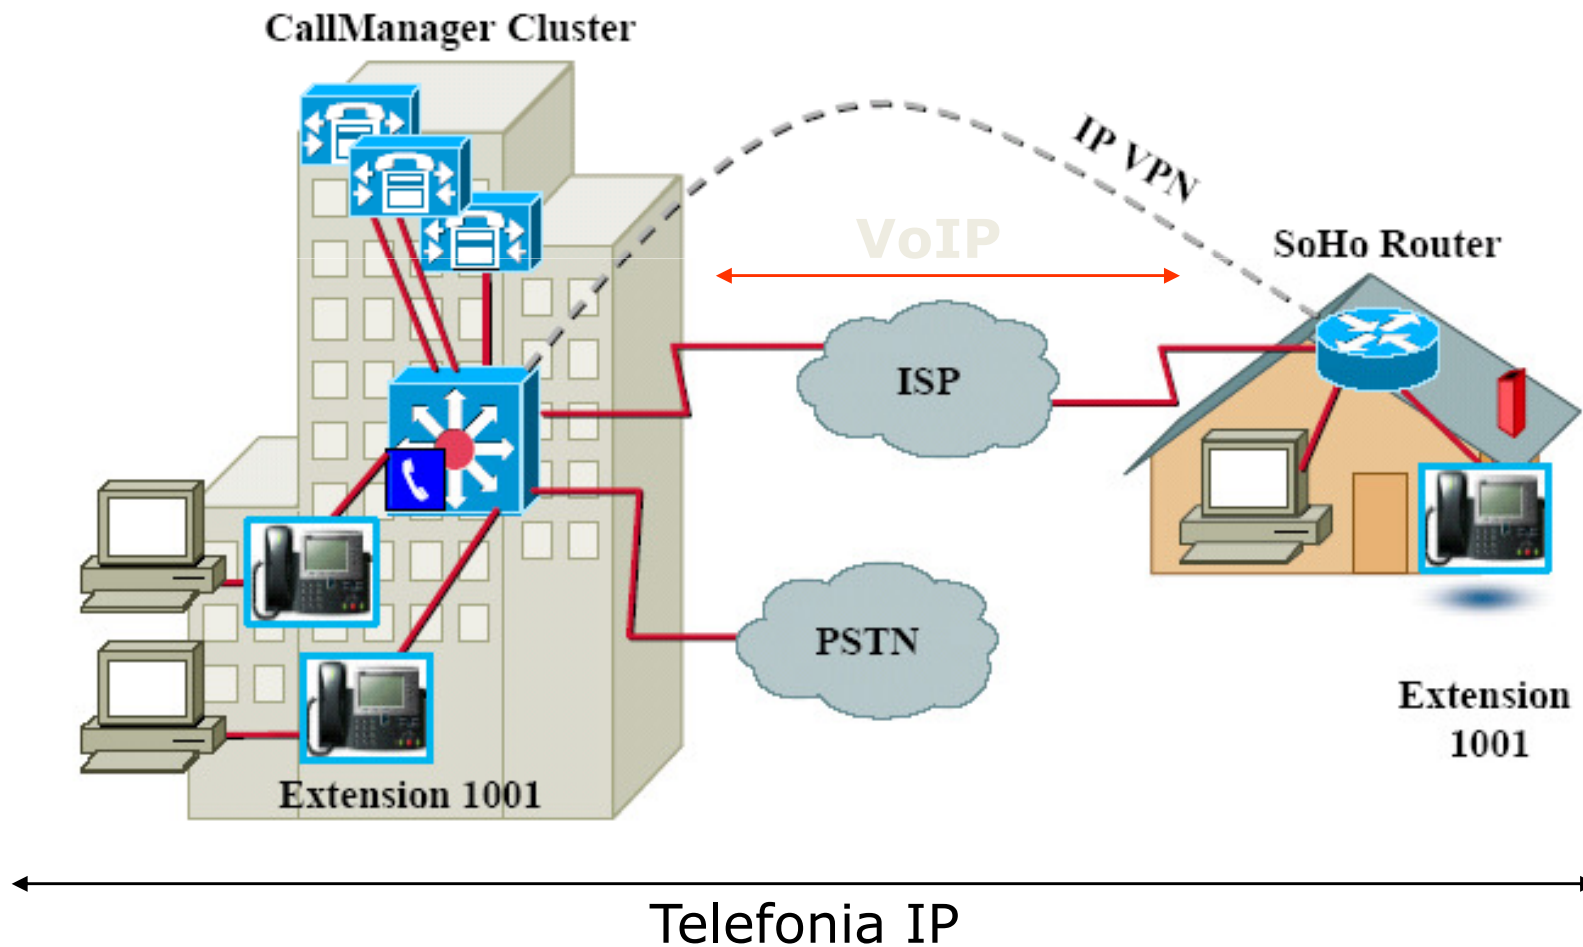 CallManager Cluster
IP VPN
VoIP
SoHo Router
ISP
PSTN
Extension
1001
Extension 1001
Telefonia IP